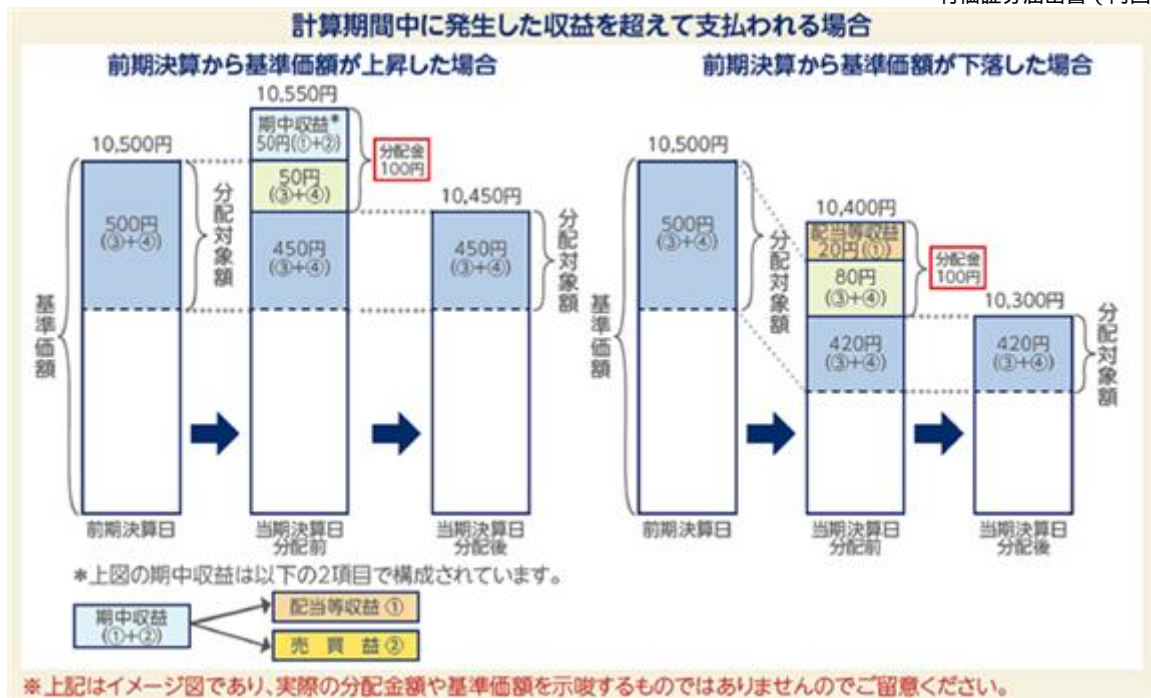 計算期間中に発生した収益を超えて支払われる場合
前期決算から基準価額が上昇した場合
10,500円
500円
(③+④)
分配対象額
基準価額
前期決算日
10,550円
期中収益*
50円(①+②)
50円
(③+④)
450円
(③+④)
分配金
100円
当期決算日
分配前
10,450円
450円
(③+④)
分配対象額
当期決算日
分配後
前期決算から基準価額が下落した場合
10,500円
500円
(③+④)
分配対象額
基準価額
前期決算日
10,400円
配当等収益
20円(①)
80円
(③+④)
420円
(③+④)
分配金
100円
当期決算日
分配前
10,300円
420円
(③+④)
分配対象額
当期決算日
分配後
*上図の期中収益は以下の2項目で構成されています。
期中収益
(①+②)
配当等収益 ①
売 買 益 ②
※上記はイメージ図であり、実際の分配金額や基準価額を示唆するものではありませんのでご留意ください。